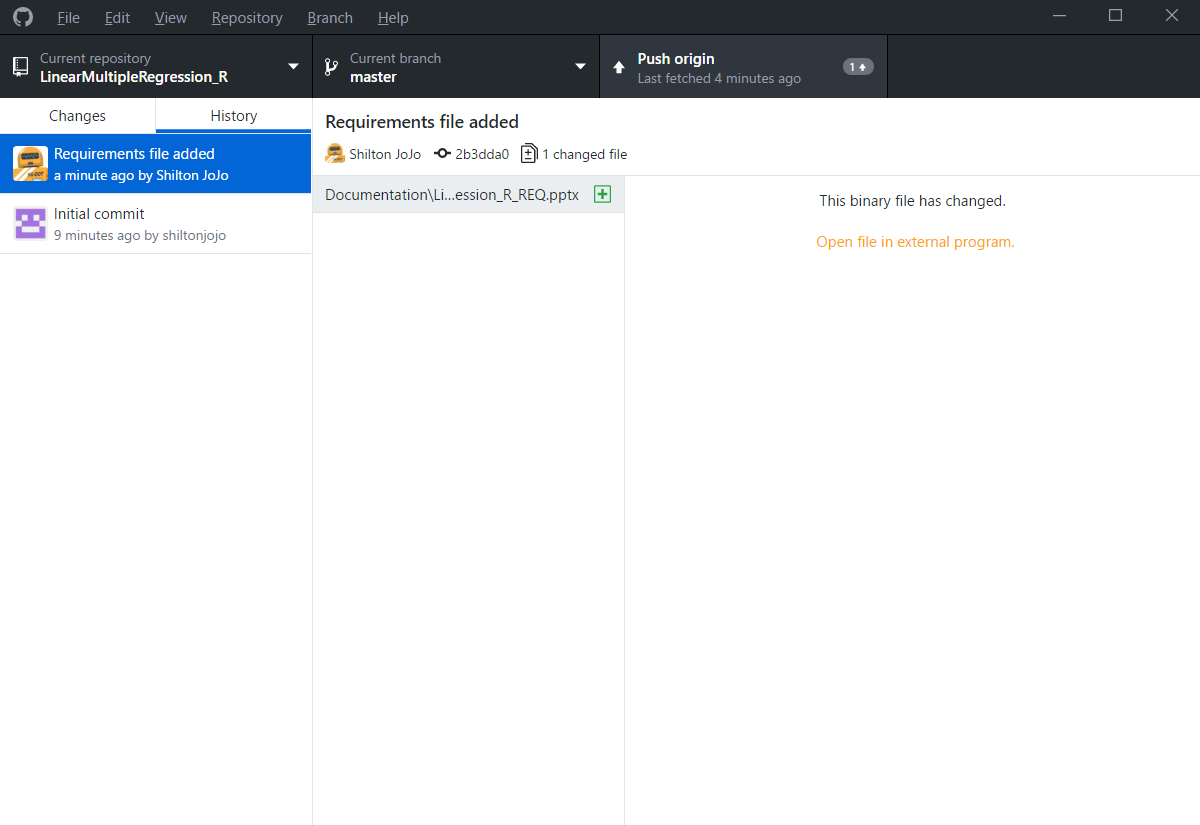 File Edit View Repository Branch Help
Current repository
LinearMultipleRegression_R
Current branch
master
Push origin
Last fetched 4 minutes ago
1
Changes
History
Requirements file added
a minute ago by Shilton JoJo
Initial commit
9 minutes ago by shiltonjojo
Requirements file added
Shilton JoJo 2b3dda0 1 changed file
Documentation\Li...ession_R_REQ.pptx
This binary file has changed.
Open file in external program.